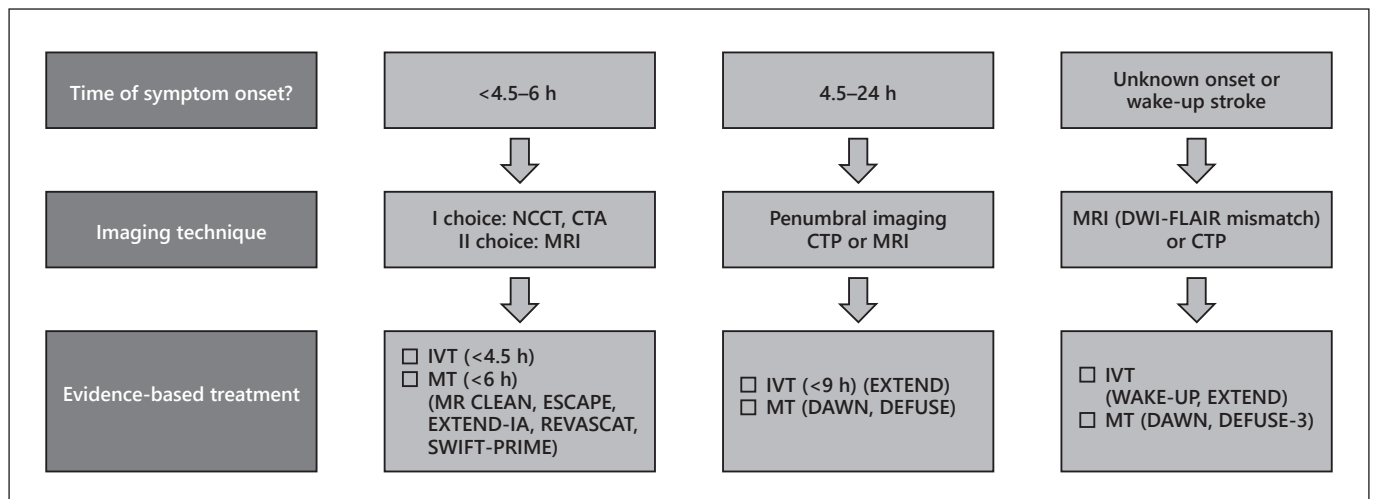 Time of symptom onset?
<4.5–6 h
4.5–24 h
Unknown onset or
wake-up stroke
Imaging technique
I choice: NCCT, CTA
II choice: MRI
Penumbral imaging
CTP or MRI
MRI (DWI-FLAIR mismatch)
or CTP
Evidence-based treatment
□ IVT (<4.5 h)
□ MT (<6 h)
(MR CLEAN, ESCAPE,
EXTEND-IA, REVASCAT,
SWIFT-PRIME)
□ IVT (<9 h) (EXTEND)
□ MT (DAWN, DEFUSE)
□ IVT
(WAKE-UP, EXTEND)
□ MT (DAWN, DEFUSE-3)